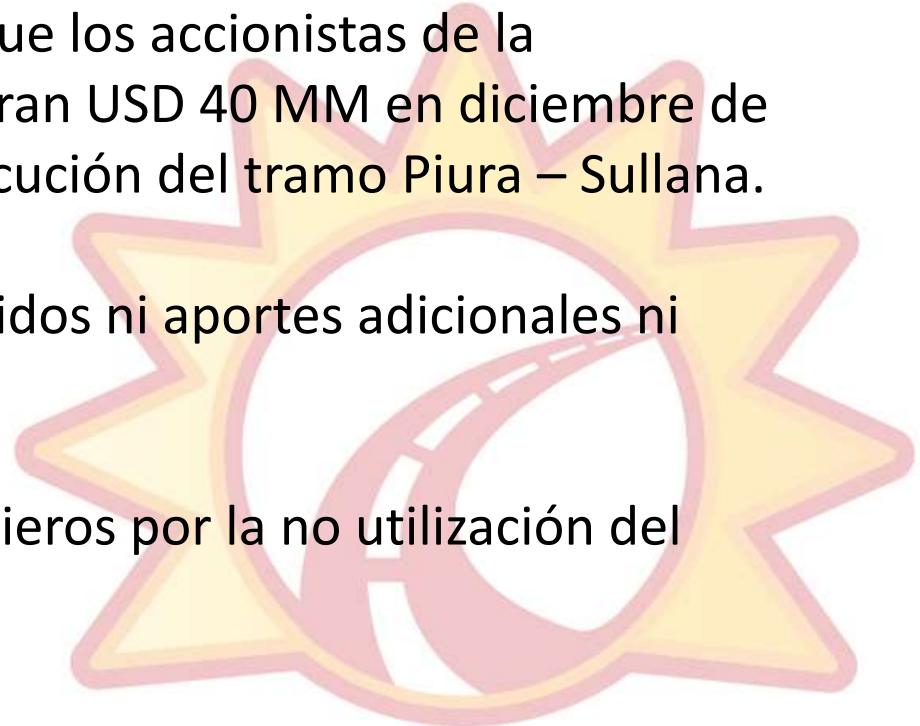 ue los accionistas de la
ran USD 40 MM en diciembre de
cución del tramo Piura – Sullana.
idos ni aportes adicionales ni
ieros por la no utilización del